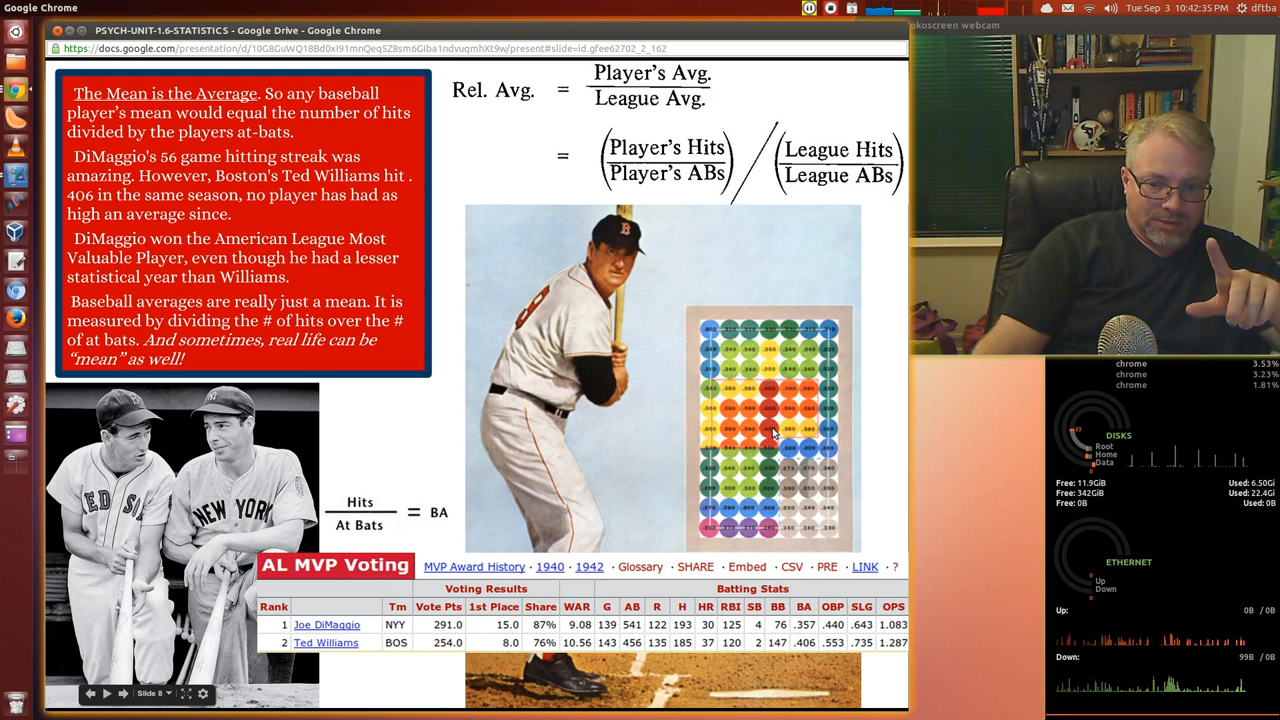 Google Chrome
Tue Sep 3 10:42:35 PM dftba
PSYCH-UNIT-1.6-STATISTICS - Google Drive - Google Chrome
okoscreen webcam
The Mean is the Average. So any baseball
player's mean would equal the number of hits
divided by the players at-bats.
DiMaggio's 56 game hitting streak was
amazing. However, Boston's Ted Williams hit .
406 in the same season, no player has had as
high an average since.
DiMaggio won the American League Most
Valuable Player, even though he had a lesser
statistical year than Williams.
Baseball averages are really just a mean. It is
measured by dividing the # of hits over the #
of at bats. And sometimes, real life can be
"mean" as well!
Rel. Avg. = Player's Avg.
League Avg.
= (Player's Hits / League Hits)
Player's ABs League ABs
B
RED SO
NEW YORK
Hits
At Bats
= BA
AL MVP Voting MVP Award History · 1940 · 1942 · Glossary · SHARE · Embed · CSV · PRE · LINK · ?
Voting Results Batting Stats
Rank Tm Vote Pts 1st Place Share WAR G AB R H HR RBI SB BB BA OBP SLG OPS
1 Joe DiMaggio NYY 291.0 15.0 87% 9.08 139 541 122 193 30 125 4 76 .357 .440 .643 1.083
2 Ted Williams BOS 254.0 8.0 76% 10.56 143 456 135 185 37 120 2 147 .406 .553 .735 1.287
Slide 8
chrome 3.53%
chrome 3.23%
chrome 1.81%
DISKS
Root
Home
Data
Free: 11.9GiB Used: 6.50Gi
Free: 342GiB Used: 22.4Gi
Free: 0B Used: 0B
ETHERNET
Up
Down
Up: 0B / 0B
Down: 99B / 0B